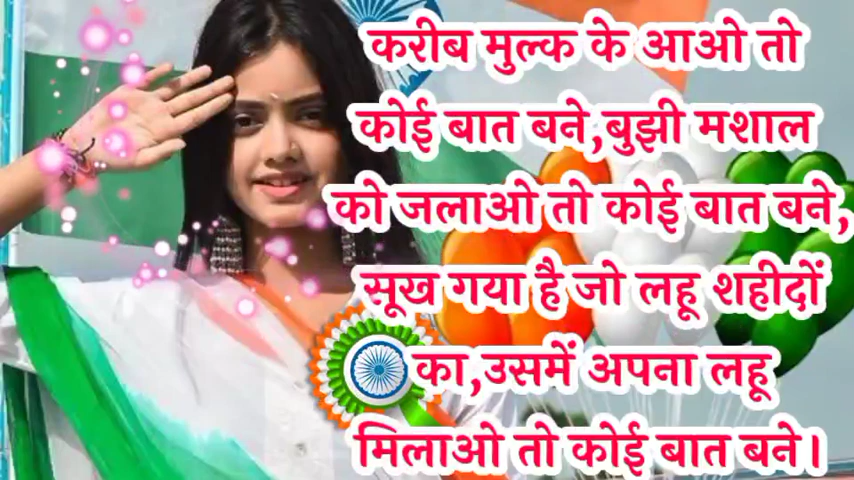 करीब मुल्क के आओ तो
कोई बात बने,बुझी मशाल
को जलाओ तो कोई बात बने,
सूख गया है जो लहू शहीदों
का,उसमें अपना लहू
मिलाओ तो कोई बात बने।